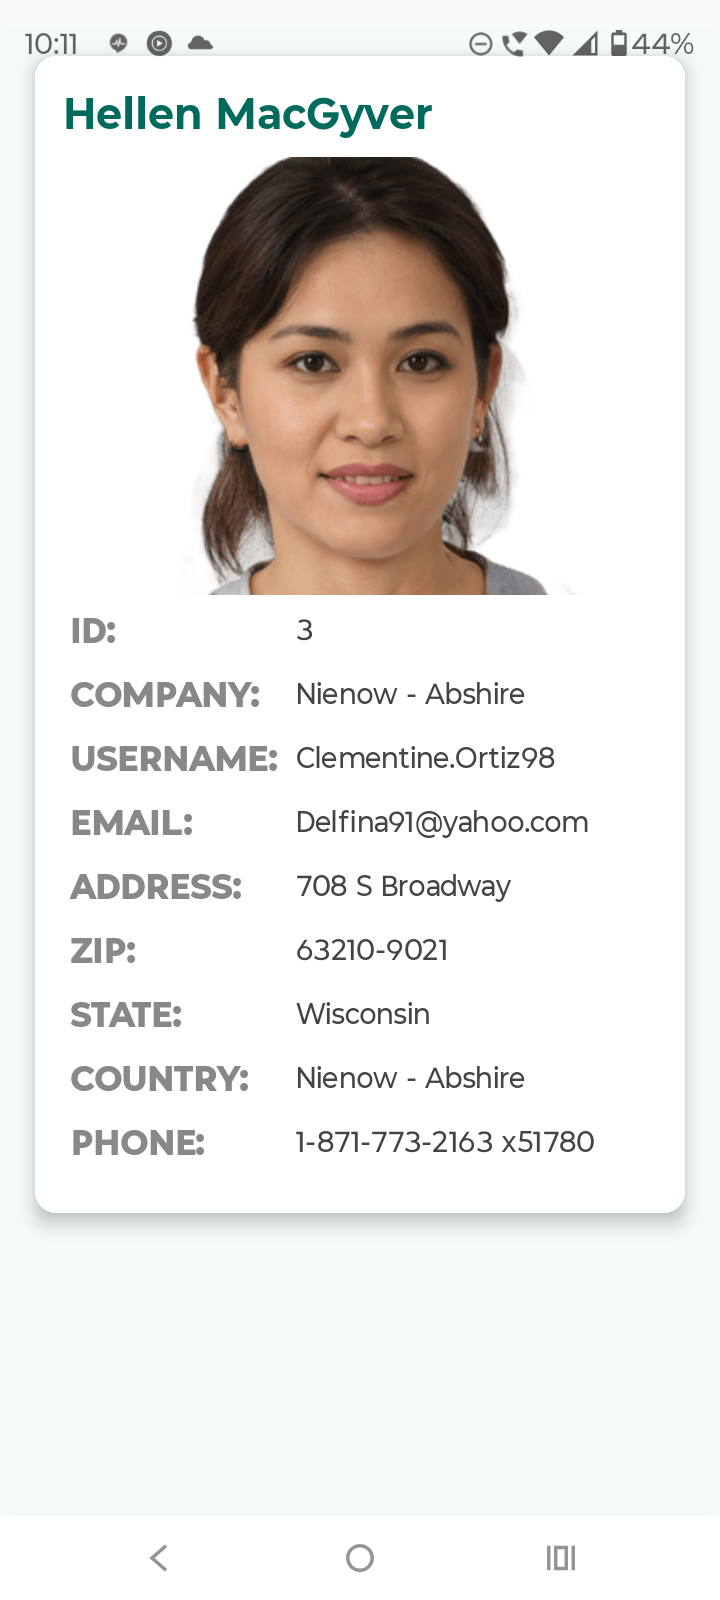 10:11 44%
Hellen MacGyver
ID: 3
COMPANY: Nienow - Abshire
USERNAME: Clementine.Ortiz98
EMAIL: Delfina91@yahoo.com
ADDRESS: 708 S Broadway
ZIP: 63210-9021
STATE: Wisconsin
COUNTRY: Nienow - Abshire
PHONE: 1-871-773-2163 x51780